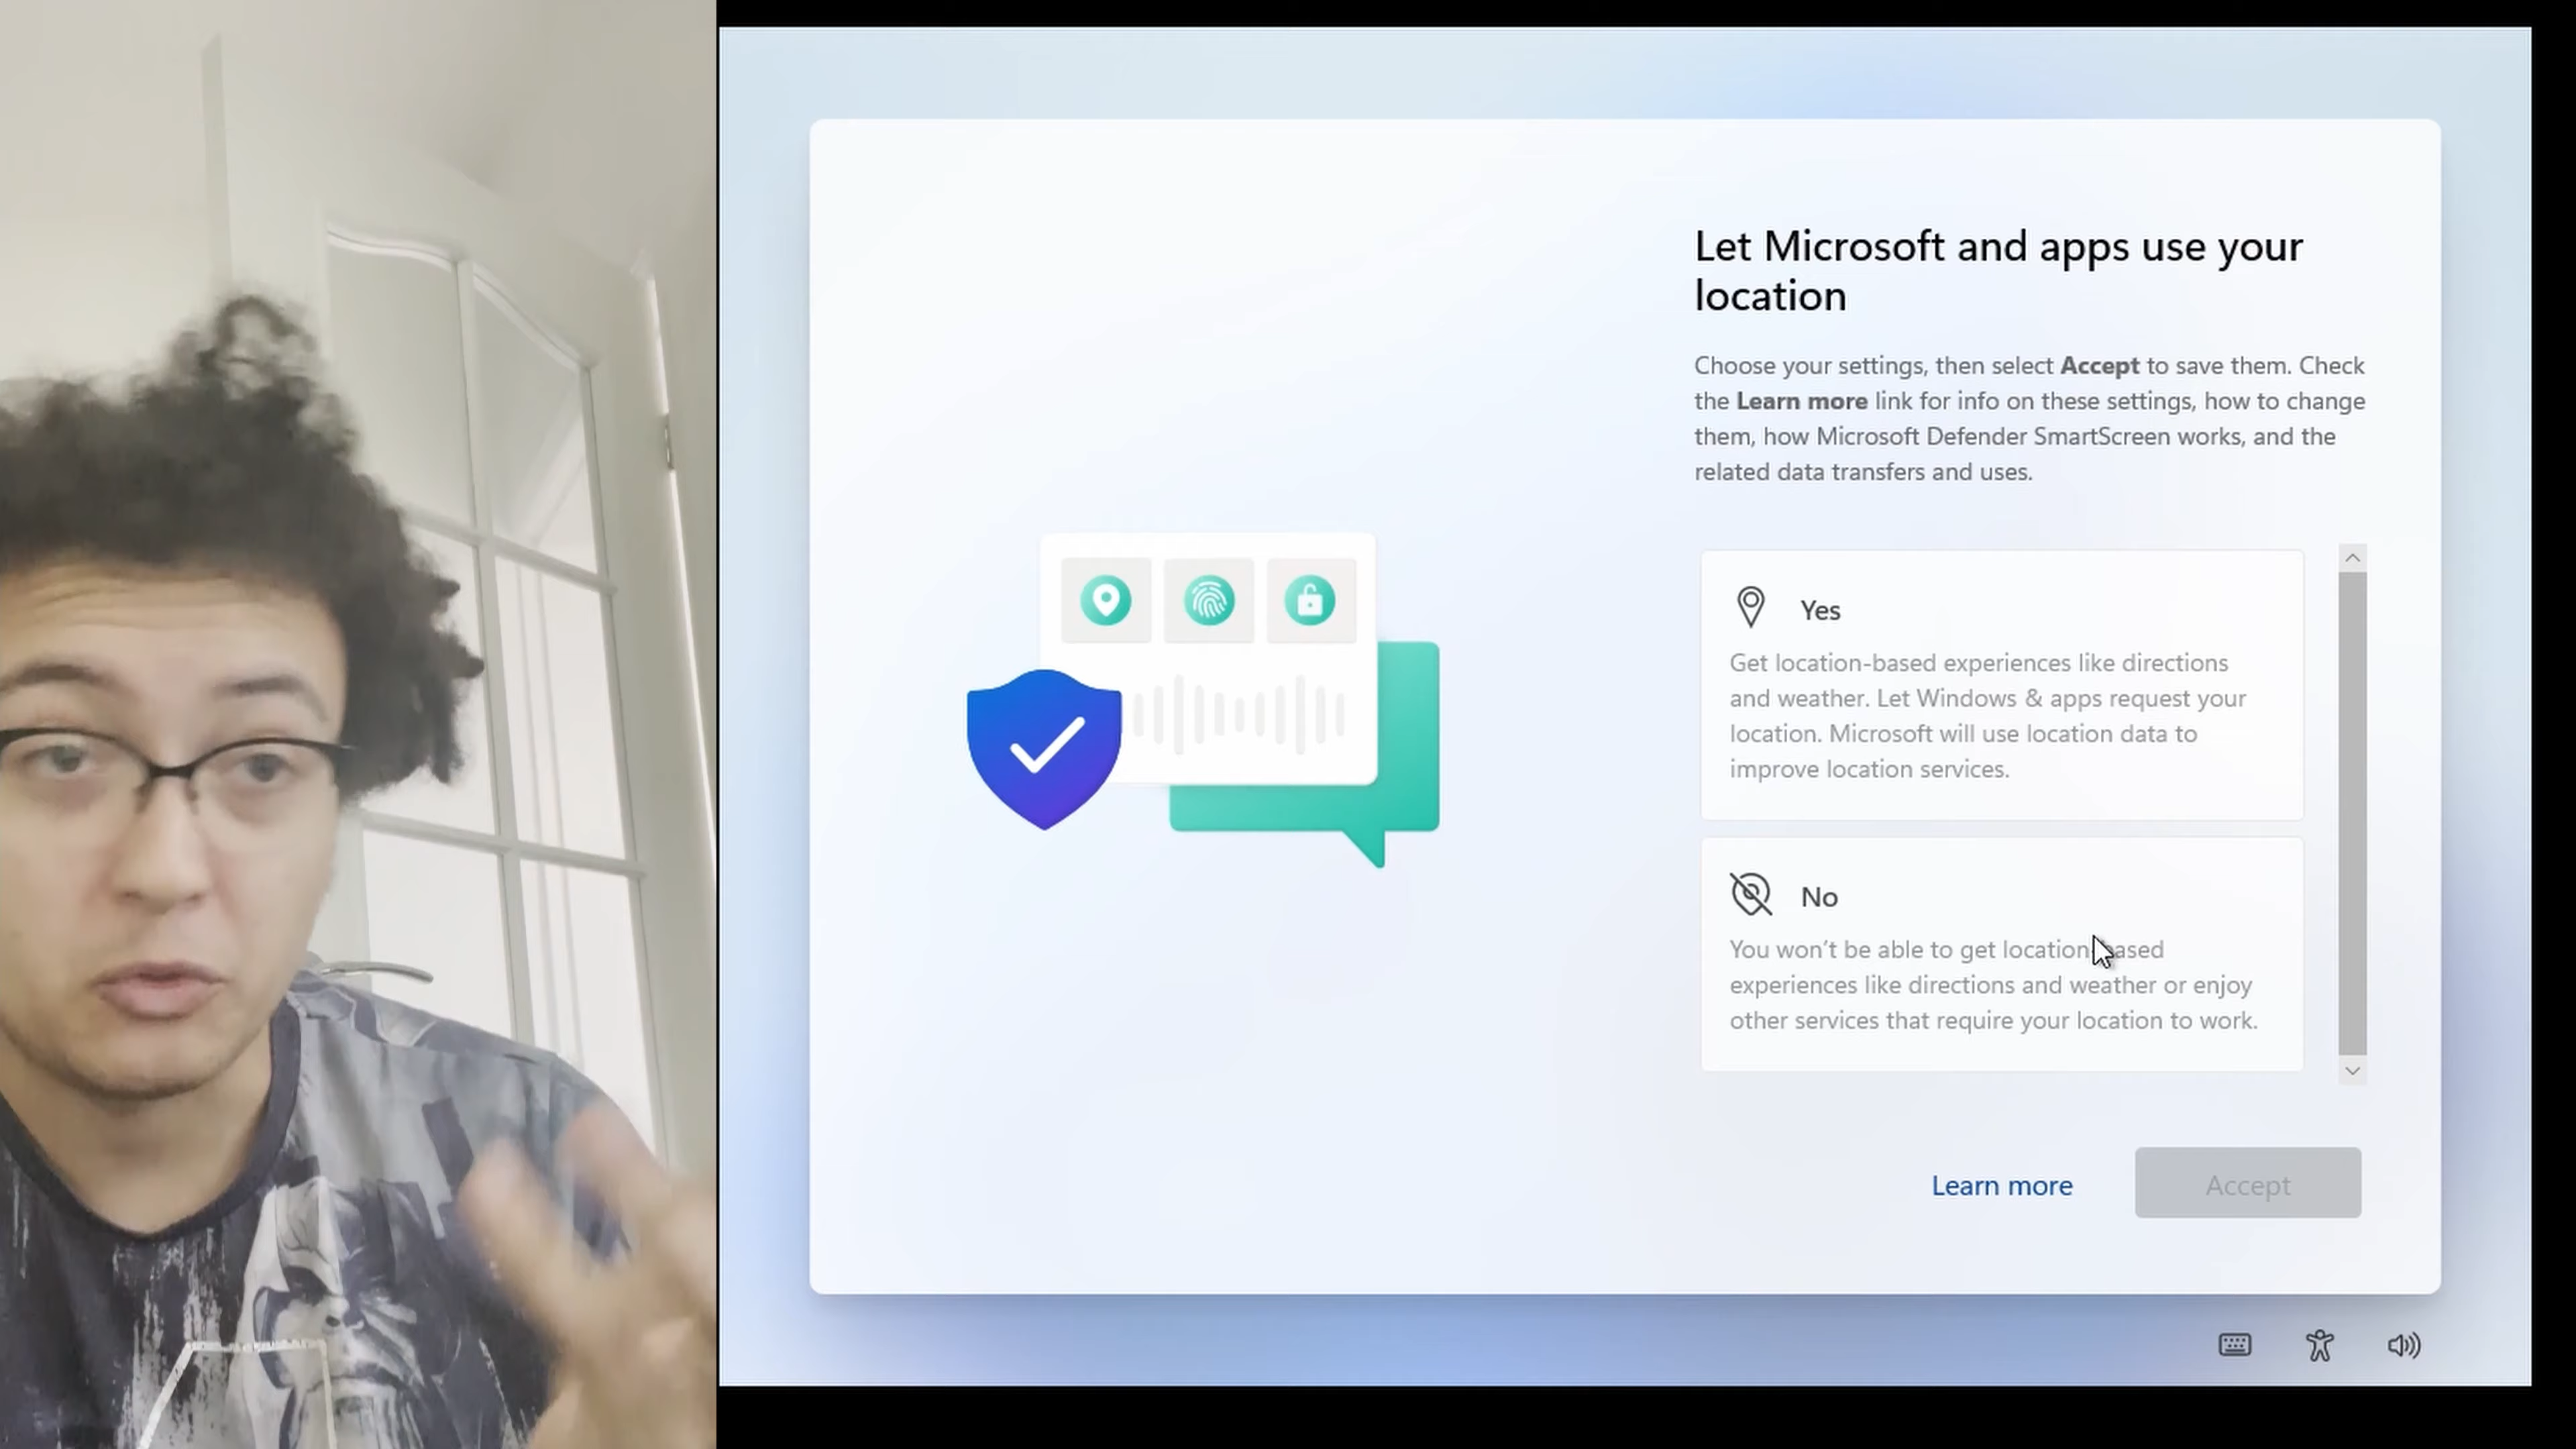 Let Microsoft and apps use your
location
Choose your settings, then select Accept to save them. Check
the Learn more link for info on these settings, how to change
them, how Microsoft Defender SmartScreen works, and the
related data transfers and uses.
Yes
Get location-based experiences like directions
and weather. Let Windows & apps request your
location. Microsoft will use location data to
improve location services.
No
You won't be able to get location-based
experiences like directions and weather or enjoy
other services that require your location to work.
Learn more
Accept